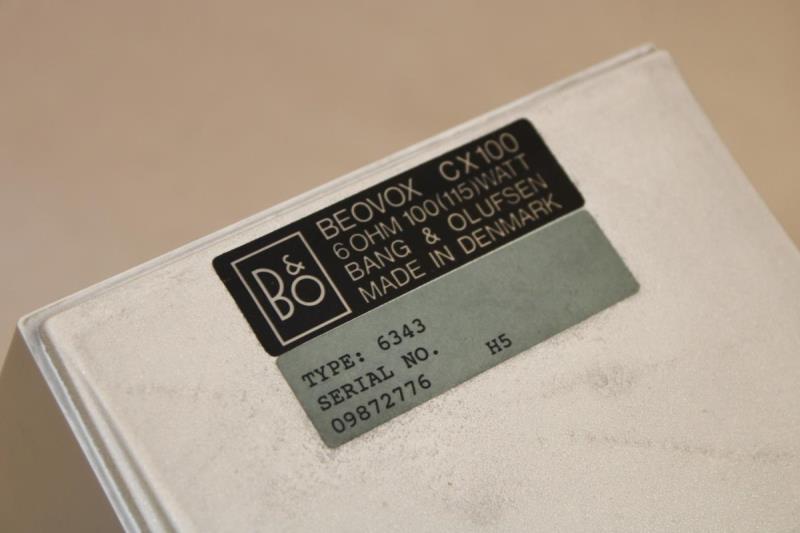 B&O
BEOVOX CX100
6 OHM 100(115)WATT
BANG & OLUFSEN
MADE IN DENMARK
TYPE: 6343
SERIAL NO. H5
09872776